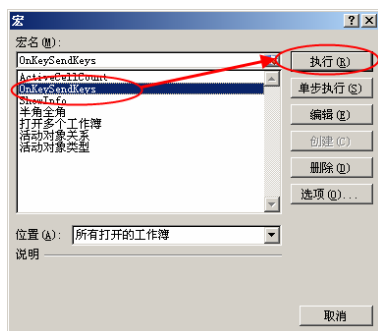 宏
宏名(M):
OnKeySendKeys
执行(R)
ActiveCellCount
OnKeySendKeys
ShowInfo
半角全角
打开多个工作簿
活动对象关系
活动对象类型
单步执行(S)
编辑(E)
创建(C)
删除(D)
选项(O)...
位置(A): 所有打开的工作簿
说明
取消